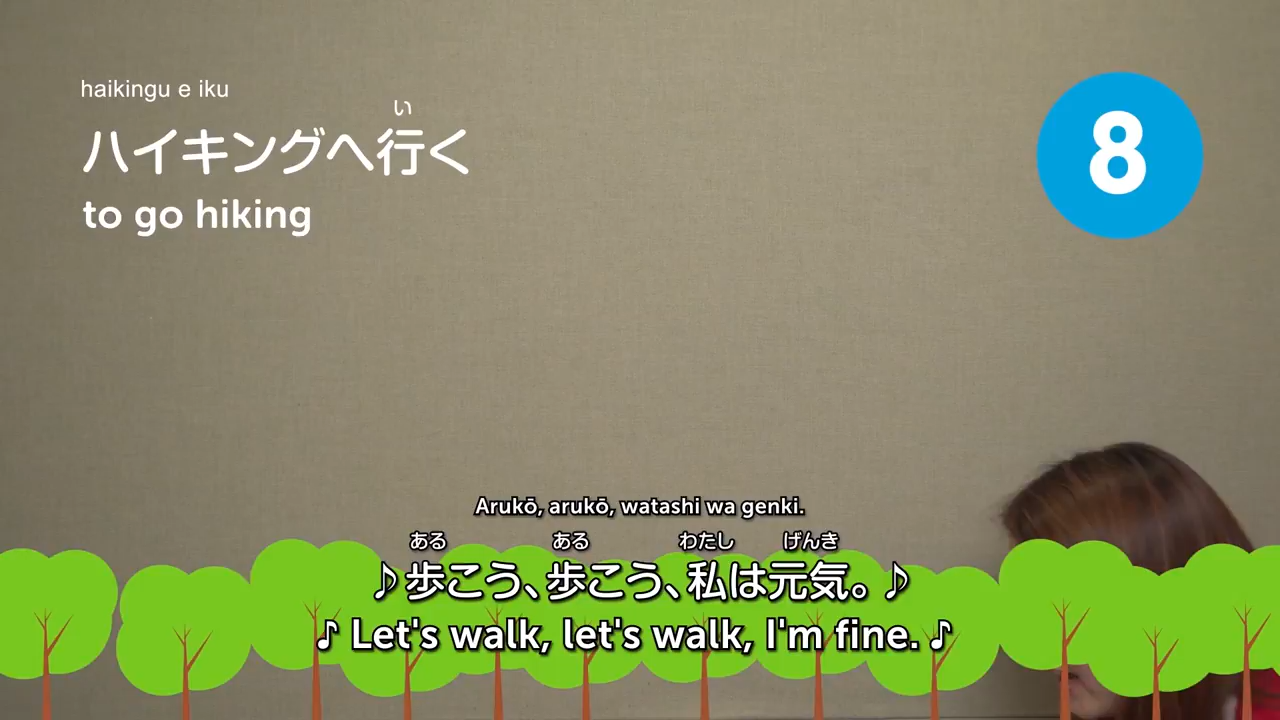 haikingu e iku
い
ハイキングへ行く
to go hiking
8
Arukō, arukō, watashi wa genki.
ある ある わたし げんき
♪歩こう、歩こう、私は元気。♪
♪ Let's walk, let's walk, I'm fine. ♪